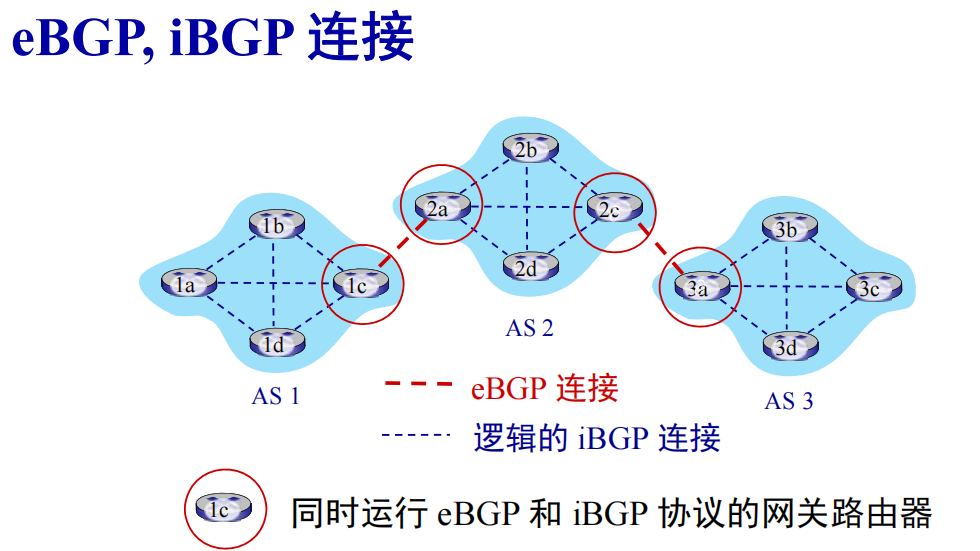 eBGP, iBGP 连接
2b
2a
2c
2d
AS 2
1b
1a
1c
1d
AS 1
3b
3a
3c
3d
AS 3
eBGP 连接
逻辑的 iBGP 连接
1c
同时运行 eBGP 和 iBGP 协议的网关路由器